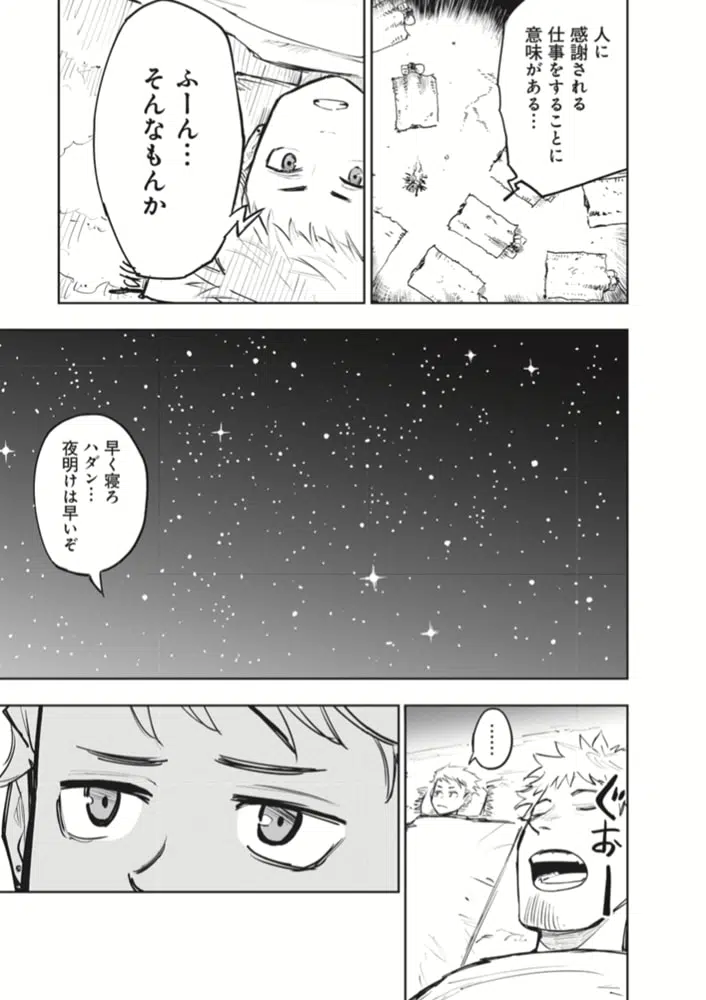 人に
感謝される
仕事をすることに
意味がある…
ふーん…
そんなもんか
早く寝ろ
ハダン…
夜明けは早いぞ
……
ぐおー